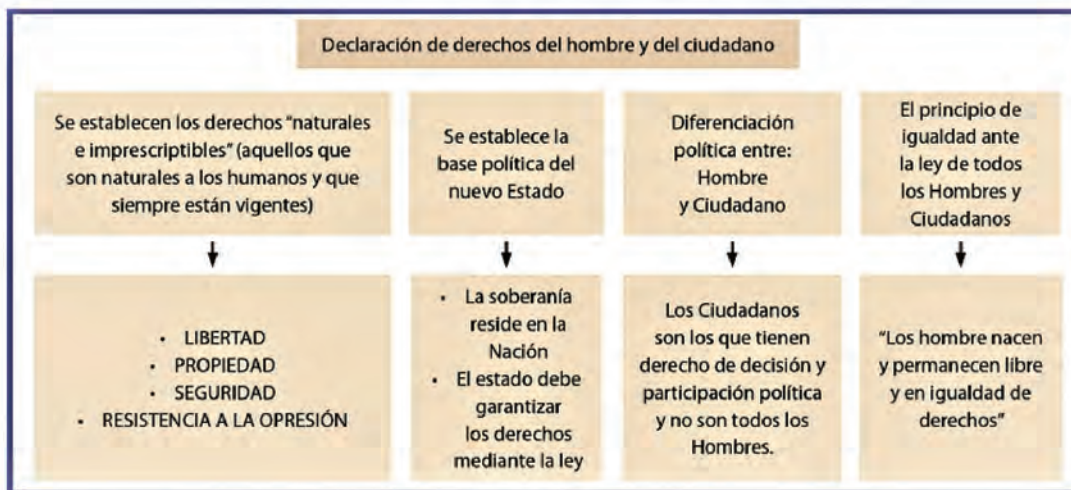 Declaración de derechos del hombre y del ciudadano
Se establecen los derechos "naturales
e imprescriptibles" (aquellos que
son naturales a los humanos y que
siempre están vigentes)
Se establece la
base política del
nuevo Estado
Diferenciación
política entre:
Hombre
y Ciudadano
El principio de
igualdad ante
la ley de todos
los Hombres y
Ciudadanos
• LIBERTAD
• PROPIEDAD
• SEGURIDAD
• RESISTENCIA A LA OPRESIÓN
• La soberanía
reside en la
Nación
• El estado debe
garantizar
los derechos
mediante la ley
Los Ciudadanos
son los que tienen
derecho de decisión y
participación política
y no son todos los
Hombres.
"Los hombre nacen
y permanecen libre
y en igualdad de
derechos"